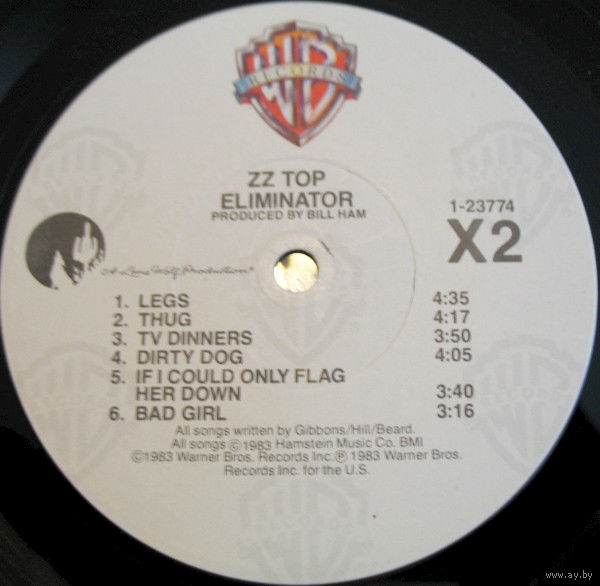 WB
RECORDS
ZZ TOP
ELIMINATOR
PRODUCED BY BILL HAM
1-23774
X2
A Lone Wolf Production*
1. LEGS 4:35
2. THUG 4:17
3. TV DINNERS 3:50
4. DIRTY DOG 4:05
5. IF I COULD ONLY FLAG
HER DOWN 3:40
6. BAD GIRL 3:16
All songs written by Gibbons/Hill/Beard.
All songs ©1983 Hamstein Music Co. BMI
©1983 Warner Bros. Records Inc. ℗ 1983 Warner Bros.
Records Inc. for the U.S.
www.ay.by